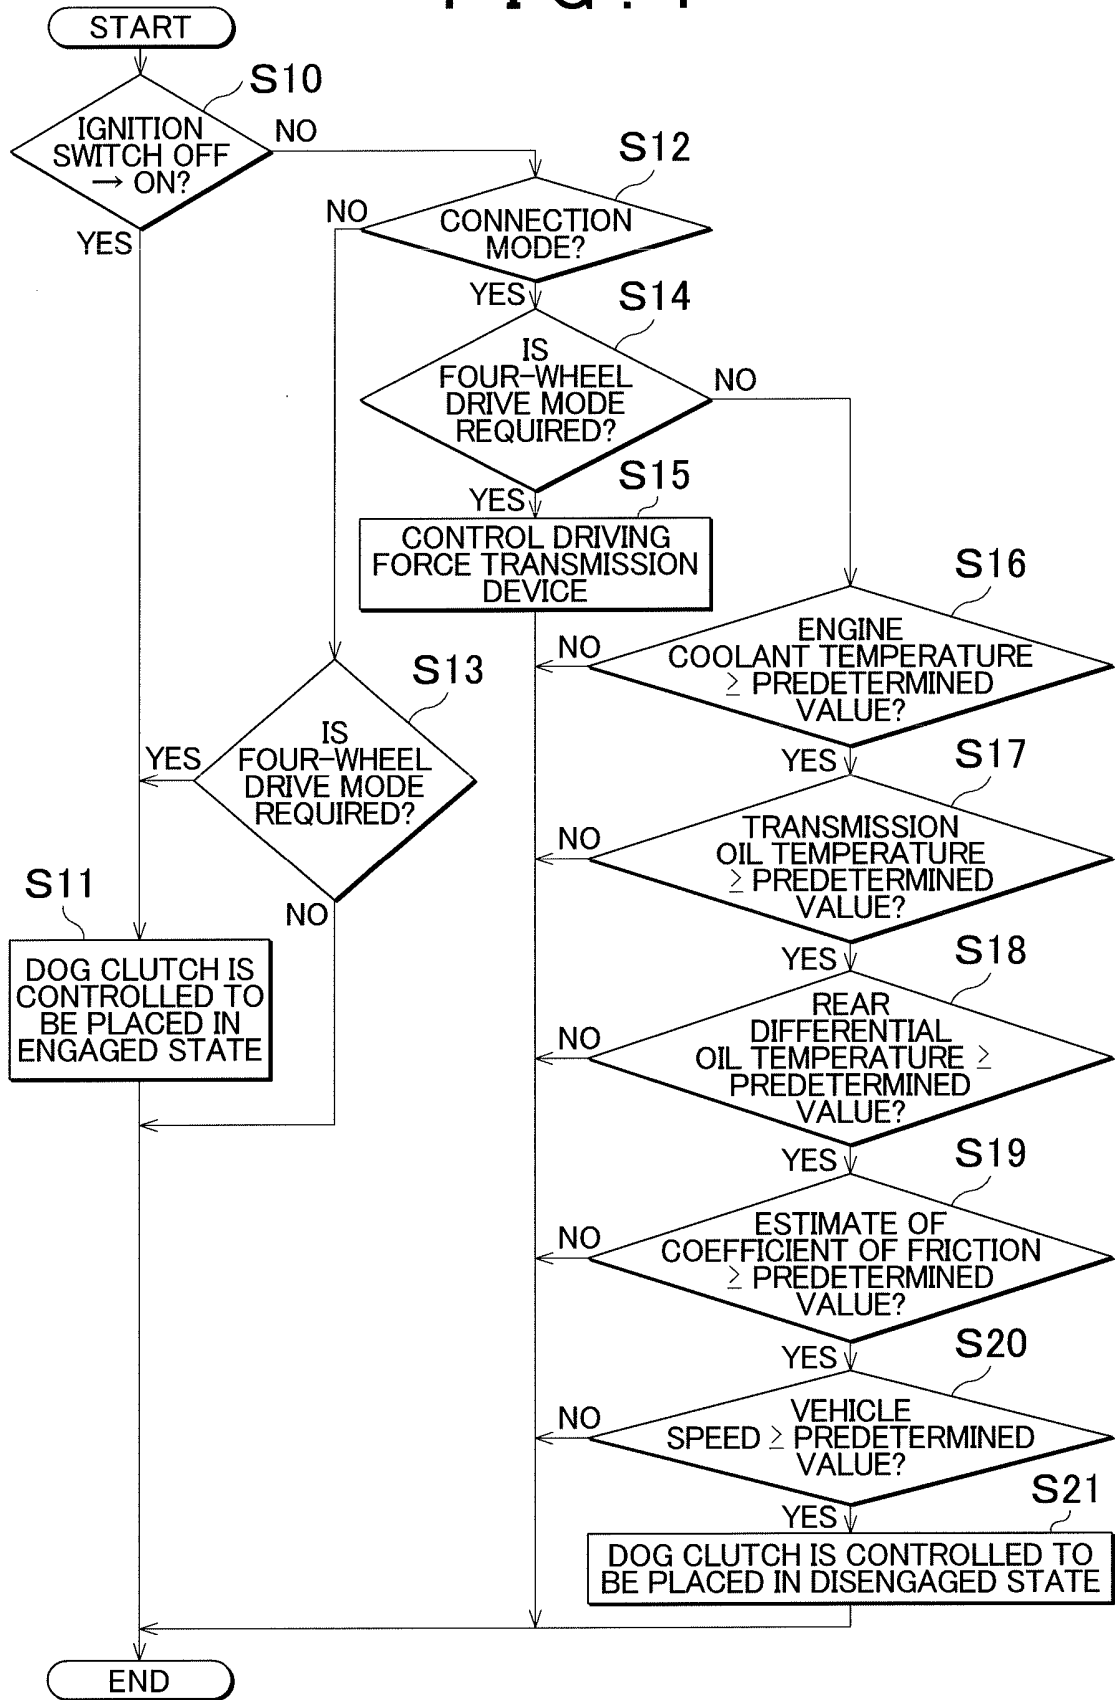 START
S10
IGNITION
SWITCH OFF
→ ON?
NO
YES
S12
CONNECTION
MODE?
NO
YES
S14
IS
FOUR-WHEEL
DRIVE MODE
REQUIRED?
NO
YES
S15
CONTROL DRIVING
FORCE TRANSMISSION
DEVICE
S16
ENGINE
COOLANT TEMPERATURE
≥ PREDETERMINED
VALUE?
NO
YES
S13
IS
FOUR-WHEEL
DRIVE MODE
REQUIRED?
YES
NO
S17
TRANSMISSION
OIL TEMPERATURE
≥ PREDETERMINED
VALUE?
NO
YES
S11
DOG CLUTCH IS
CONTROLLED TO
BE PLACED IN
ENGAGED STATE
S18
REAR
DIFFERENTIAL
OIL TEMPERATURE ≥
PREDETERMINED
VALUE?
NO
YES
S19
ESTIMATE OF
COEFFICIENT OF FRICTION
≥ PREDETERMINED
VALUE?
NO
YES
S20
VEHICLE
SPEED ≥ PREDETERMINED
VALUE?
NO
YES
S21
DOG CLUTCH IS CONTROLLED TO
BE PLACED IN DISENGAGED STATE
END